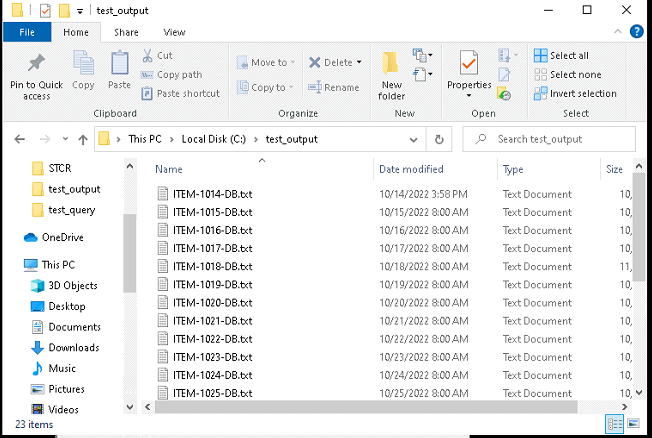 test_output
File Home Share View
Pin to Quick access
Copy
Paste
Cut
Copy path
Paste shortcut
Clipboard
Move to
Copy to
Delete
Rename
Organize
New folder
New
Properties
Open
Select all
Select none
Invert selection
Select
This PC Local Disk (C:) test_output
Search test_output
STCR
test_output
test_query
OneDrive
This PC
3D Objects
Desktop
Documents
Downloads
Music
Pictures
Videos
Name Date modified Type Size
ITEM-1014-DB.txt 10/14/2022 3:58 PM Text Document 10,
ITEM-1015-DB.txt 10/15/2022 8:00 AM Text Document 10,
ITEM-1016-DB.txt 10/16/2022 8:00 AM Text Document 10,
ITEM-1017-DB.txt 10/17/2022 8:00 AM Text Document 10,
ITEM-1018-DB.txt 10/18/2022 8:00 AM Text Document 11,
ITEM-1019-DB.txt 10/19/2022 8:00 AM Text Document 10,
ITEM-1020-DB.txt 10/20/2022 8:00 AM Text Document 10,
ITEM-1021-DB.txt 10/21/2022 8:00 AM Text Document 10,
ITEM-1022-DB.txt 10/22/2022 8:00 AM Text Document 10,
ITEM-1023-DB.txt 10/23/2022 8:00 AM Text Document 10,
ITEM-1024-DB.txt 10/24/2022 8:00 AM Text Document 10,
ITEM-1025-DB.txt 10/25/2022 8:00 AM Text Document 10,
23 items